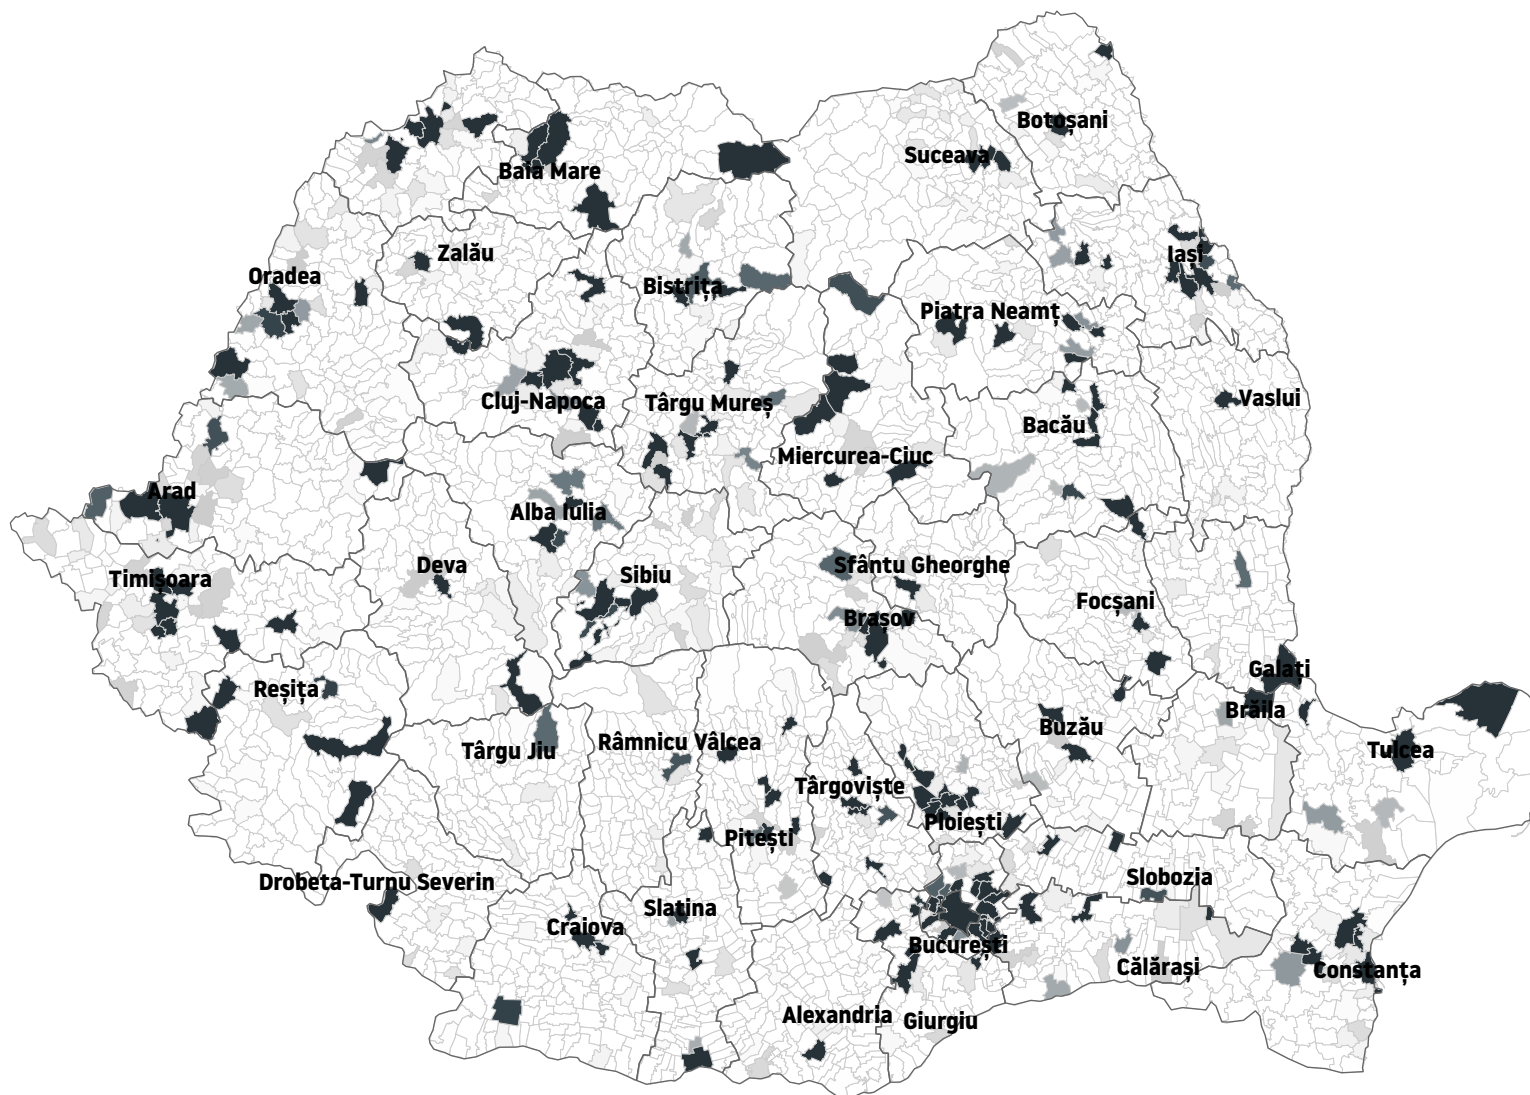 Botoșani
Suceava
Baia Mare
Zalău
Iași
Oradea
Bistrița
Piatra Neamț
Vaslui
Cluj-Napoca
Târgu Mureș
Bacău
Miercurea-Ciuc
Arad
Alba Iulia
Deva
Sfântu Gheorghe
Timișoara
Sibiu
Focșani
Brașov
Galați
Reșița
Brăila
Buzău
Râmnicu Vâlcea
Tulcea
Târgu Jiu
Târgoviște
Ploiești
Pitești
Slobozia
Drobeta-Turnu Severin
Slatina
Craiova
București
Călărași
Constanța
Alexandria
Giurgiu